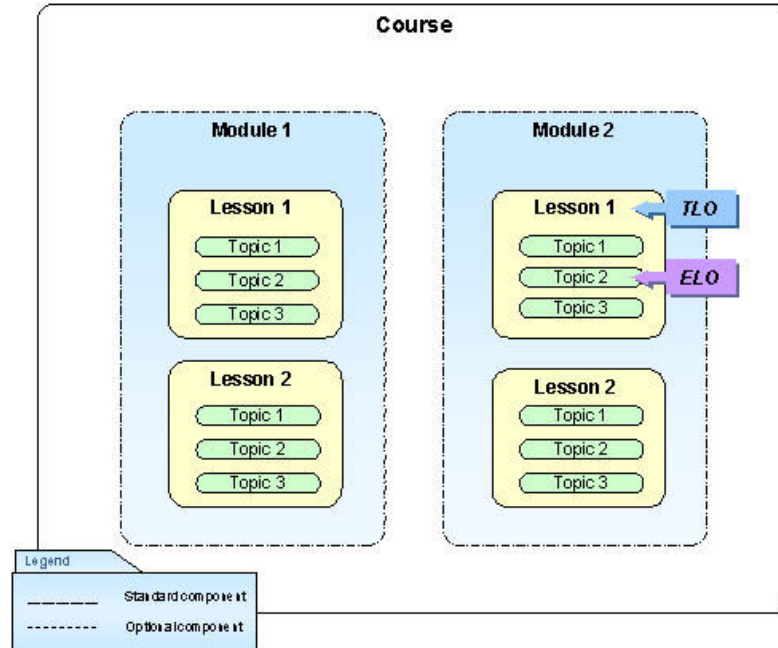 Course
Module 1
Lesson 1
Topic 1
Topic 2
Topic 3
Lesson 2
Topic 1
Topic 2
Topic 3
Module 2
Lesson 1
TLO
Topic 1
Topic 2
ELO
Topic 3
Lesson 2
Topic 1
Topic 2
Topic 3
Legend
Standard component
Optional component